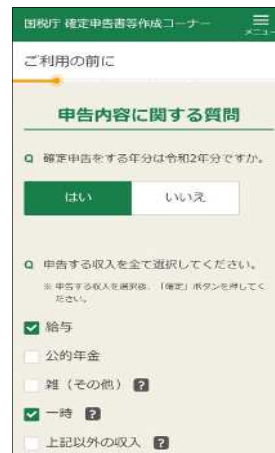 国税庁 確定申告書等作成コーナー
メニュー
ご利用の前に
申告内容に関する質問
Q 確定申告をする年分は令和2年分ですか。
はい いいえ
Q 申告する収入を全て選択してください。
※ 申告する収入を選択後、「確定」ボタンを押してく
ださい。
給与
公的年金
雑（その他） ?
一時 ?
上記以外の収入 ?